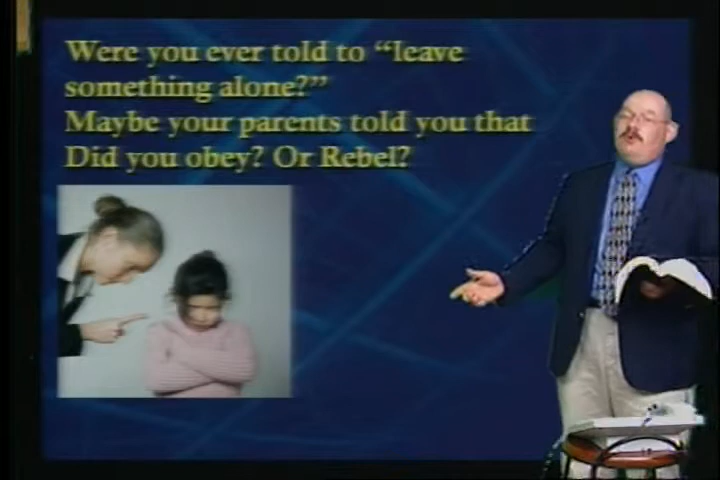 Were you ever told to “leave
something alone?”
Maybe your parents told you that
Did you obey? Or Rebel?